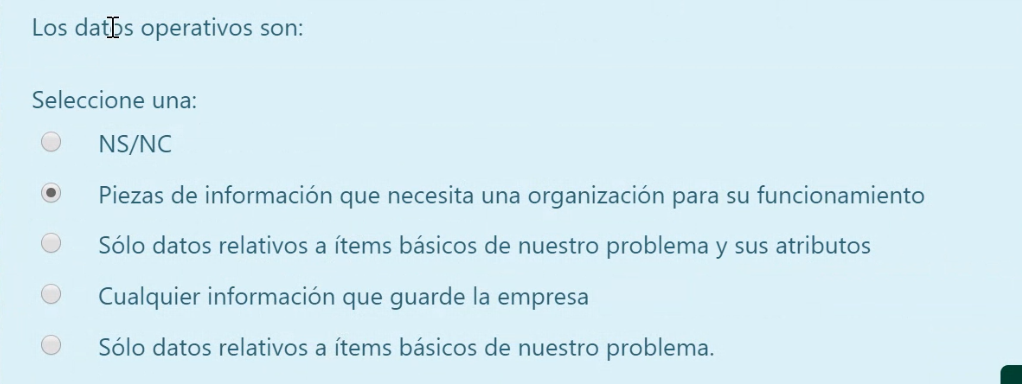 Los datos operativos son:
Seleccione una:
NS/NC
Piezas de información que necesita una organización para su funcionamiento
Sólo datos relativos a ítems básicos de nuestro problema y sus atributos
Cualquier información que guarde la empresa
Sólo datos relativos a ítems básicos de nuestro problema.